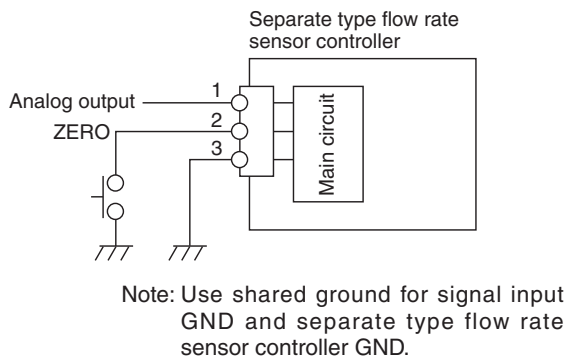 Separate type flow rate
sensor controller
1
Analog output
2
ZERO
3
Main circuit
Note: Use shared ground for signal input
GND and separate type flow rate
sensor controller GND.